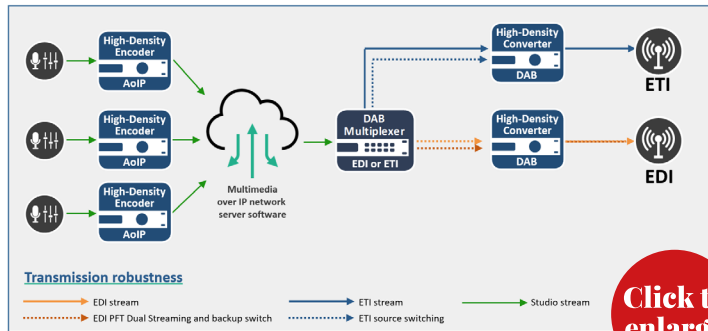 High-Density
Encoder
AoIP
High-Density
Encoder
AoIP
High-Density
Encoder
AoIP
Multimedia
over IP network
server software
DAB
Multiplexer
EDI or ETI
High-Density
Converter
DAB
ETI
High-Density
Converter
DAB
EDI
Transmission robustness
EDI stream
ETI stream
Studio stream
EDI PFT Dual Streaming and backup switch
ETI source switching
Click t
enlarg